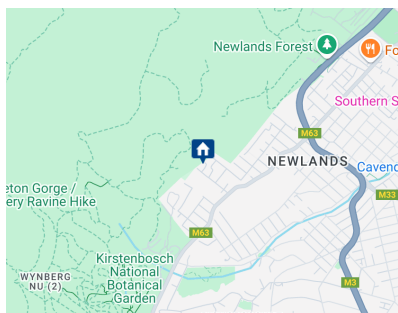 Newlands Forest
Fo
Southern S
M63
NEWLANDS
Cavend
M33
eton Gorge /
ery Ravine Hike
M63
Kirstenbosch
National
Botanical
Garden
WYNBERG
NU (2)
M3